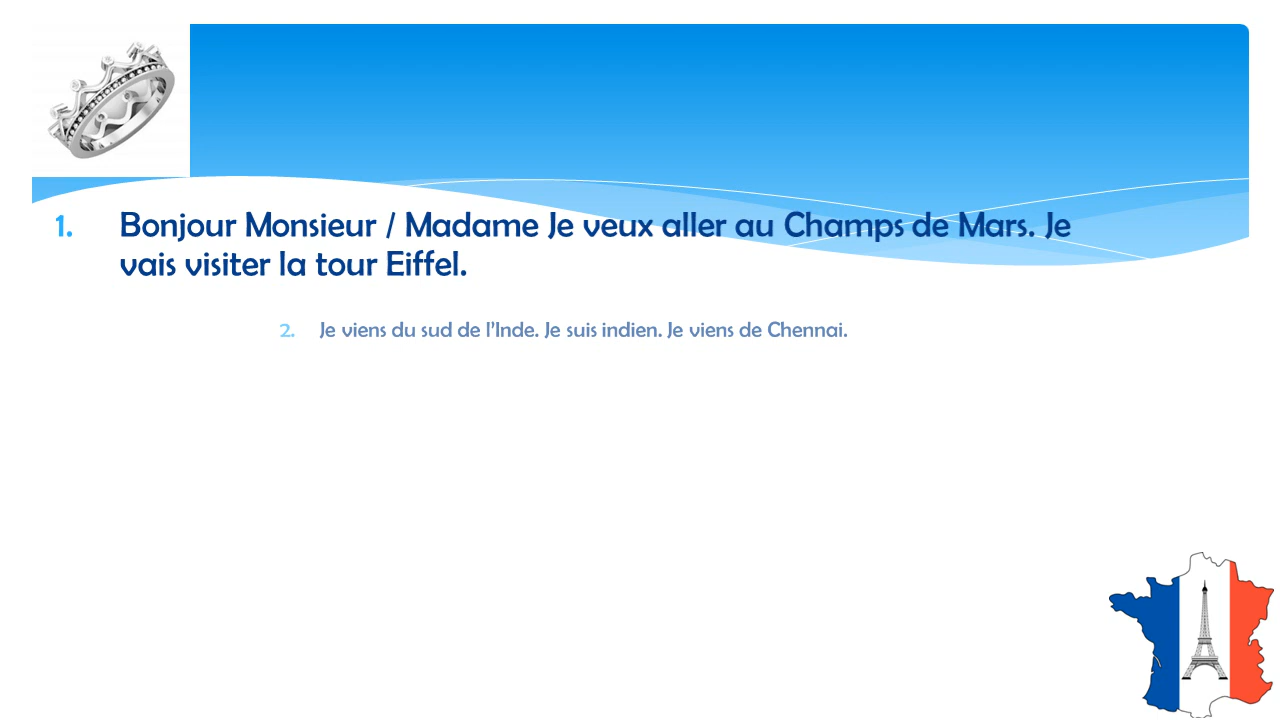 1. Bonjour Monsieur / Madame Je veux aller au Champs de Mars. Je
vais visiter la tour Eiffel.
2. Je viens du sud de l'Inde. Je suis indien. Je viens de Chennai.